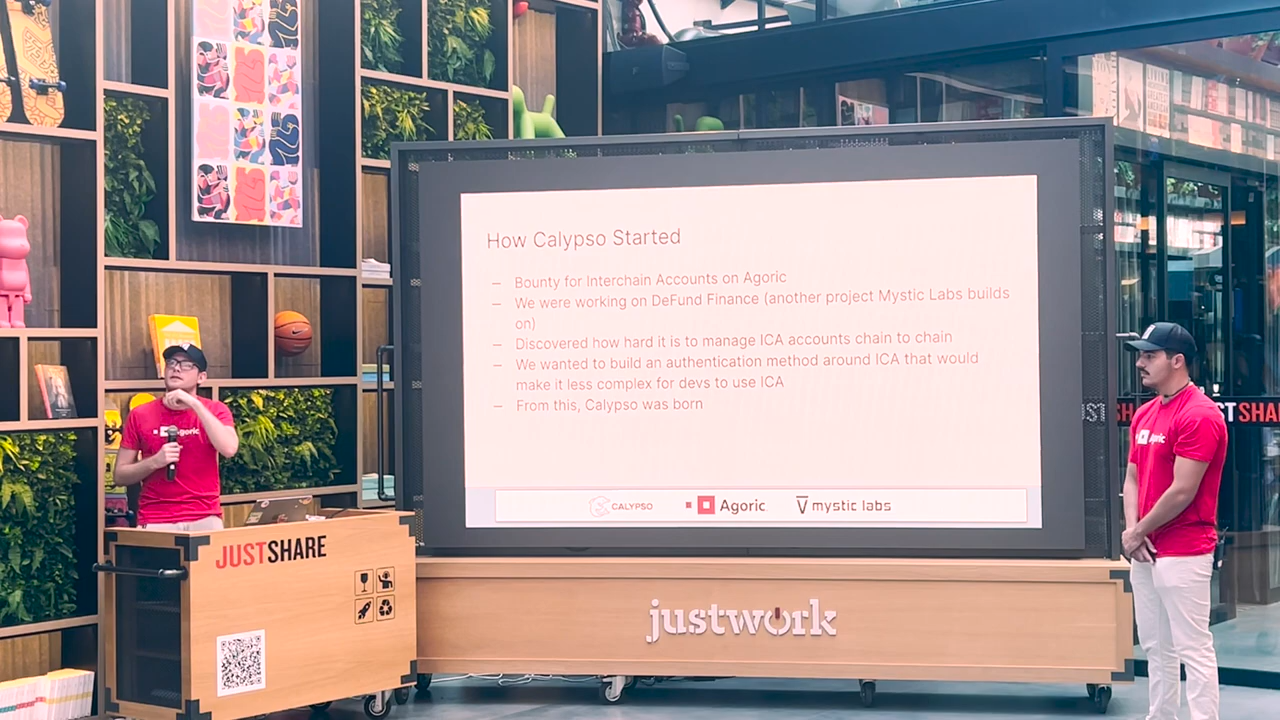 How Calypso Started
– Bounty for Interchain Accounts on Agoric
– We were working on DeFund Finance (another project Mystic Labs builds
on)
– Discovered how hard it is to manage ICA accounts chain to chain
– We wanted to build an authentication method around ICA that would
make it less complex for devs to use ICA
– From this, Calypso was born
CALYPSO
Agoric
mystic labs
Agoric
Agoric
JUSTSHARE
justwork